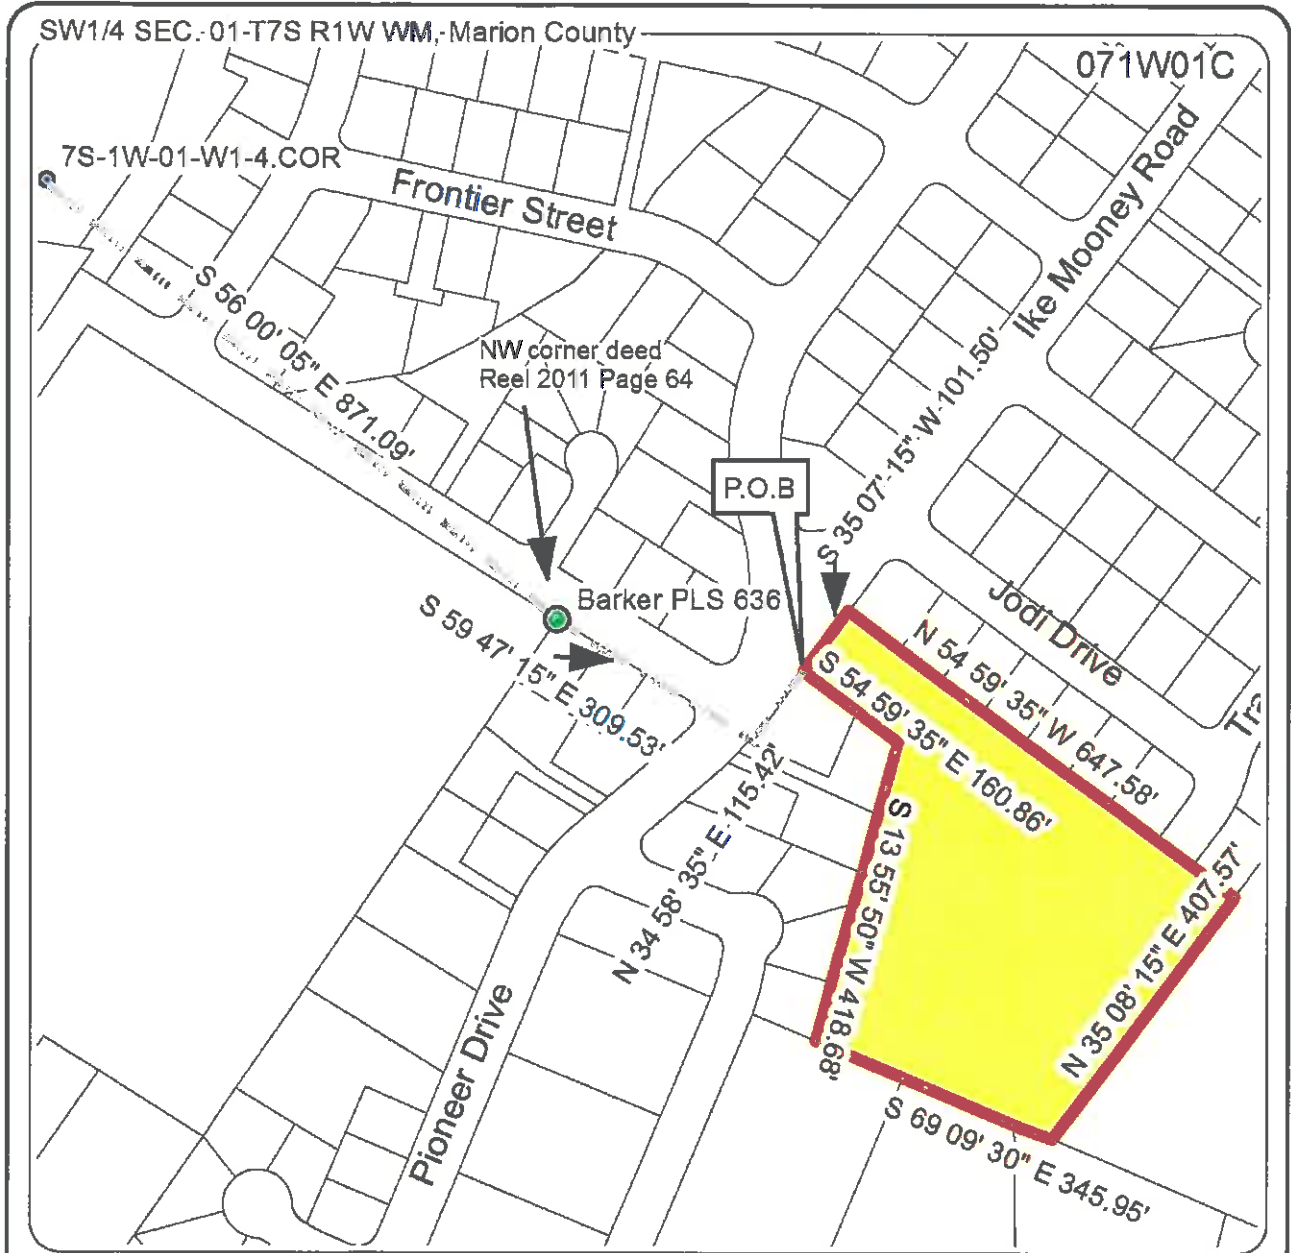 SW1/4 SEC. 01-T7S R1W WM, Marion County
071W01C
7S-1W-01-W1-4.COR
Frontier Street
Ike Mooney Road
S 56 00' 05" E 871.09'
NW corner deed
Reel 2011 Page 64
P.O.B
S 35 07' 15" W 101.50'
Barker PLS 636
Jodi Drive
S 59 47' 15" E 309.53'
N 54 59' 35" W 647.58'
S 54 59' 35" E 160.86'
Tra
N 34 58' 35" E 115.42'
S 13 55' 50" W 418.68'
N 35 08' 15" E 407.57'
Pioneer Drive
S 69 09' 30" E 345.95'